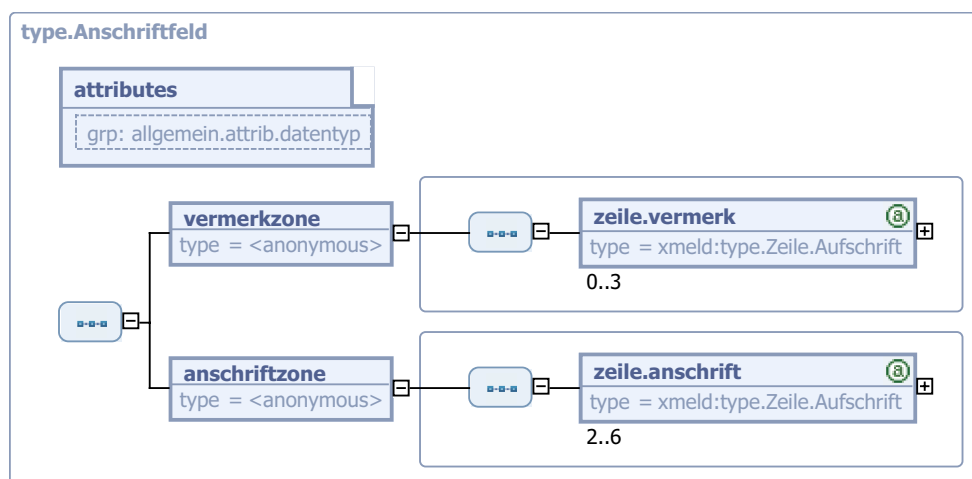 type.Anschriftfeld
attributes
grp: allgemein.attrib.datentyp
vermerkzone
type = <anonymous>
zeile.vermerk
type = xmeld:type.Zeile.Aufschrift
0..3
anschriftzone
type = <anonymous>
zeile.anschrift
type = xmeld:type.Zeile.Aufschrift
2..6